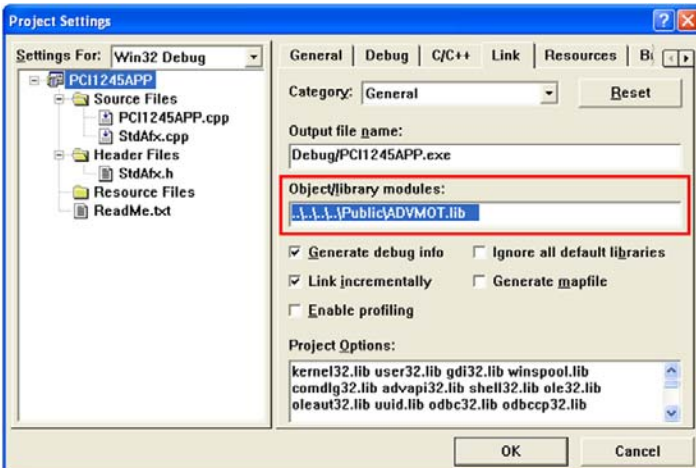 Project Settings
Settings For: Win32 Debug
PCI1245APP
Source Files
PCI1245APP.cpp
StdAfx.cpp
Header Files
StdAfx.h
Resource Files
ReadMe.txt
General Debug C/C++ Link Resources
Category: General
Reset
Output file name:
Debug/PCI1245APP.exe
Object/library modules:
..\..\..\..\Public\ADVMOT.lib
Generate debug info Ignore all default libraries
Link incrementally Generate mapfile
Enable profiling
Project Options:
kernel32.lib user32.lib gdi32.lib winspool.lib
comdlg32.lib advapi32.lib shell32.lib ole32.lib
oleaut32.lib uuid.lib odbc32.lib odbccp32.lib
OK Cancel